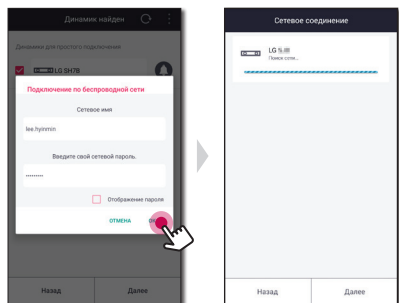 Динамик найден
Динамики для простого подключения
LG SH7B
Подключение по беспроводной сети
Сетевое имя
lee.hyinmin
Введите свой сетевой пароль.
Отображение пароля
ОТМЕНА
Назад
Далее
Сетевое соединение
LG
Поиск сети...
Назад
Далее